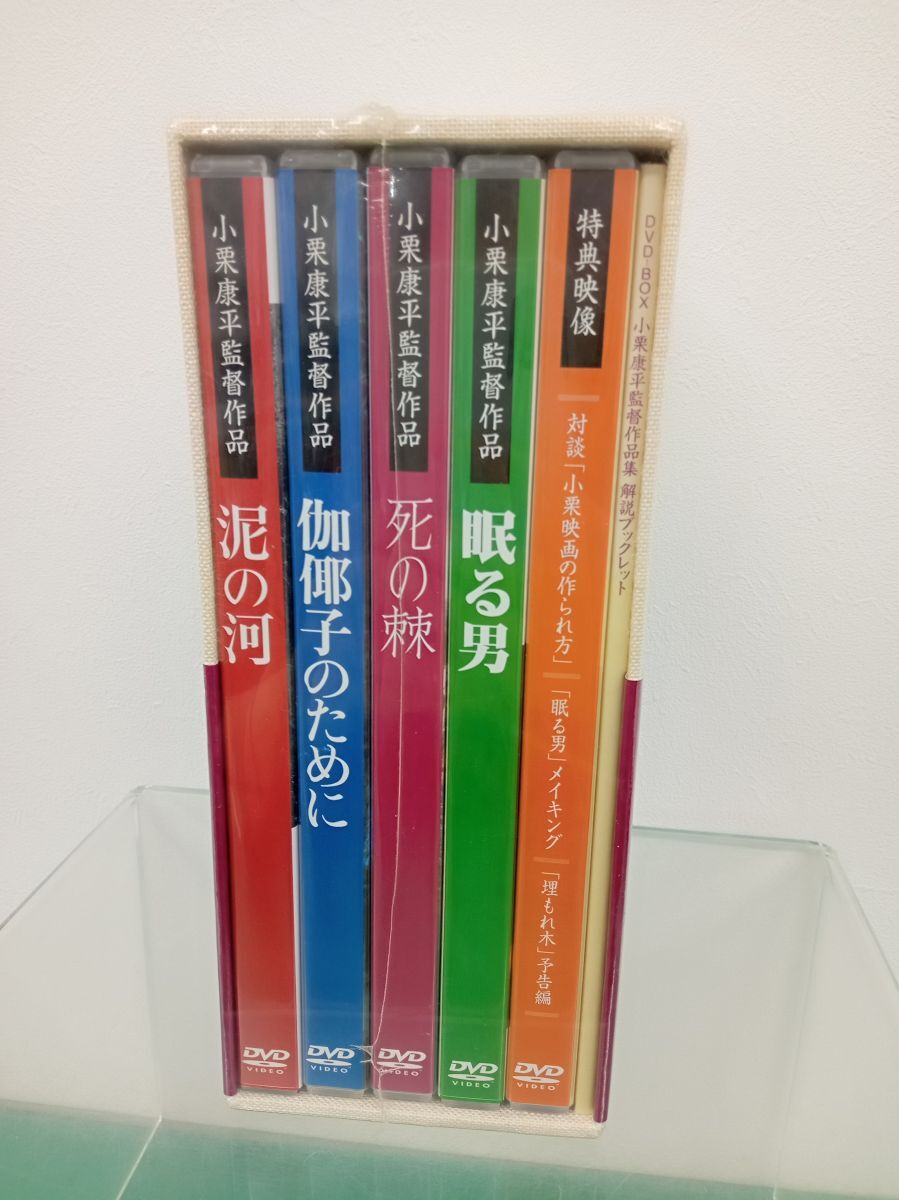 小栗康平監督作品
泥の河
DVD
VIDEO
小栗康平監督作品
伽倻子のために
DVD
VIDEO
小栗康平監督作品
死の棘
DVD
VIDEO
小栗康平監督作品
眠る男
DVD
VIDEO
特典映像
対談「小栗映画の作られ方」
「眠る男」メイキング
「埋もれ木」予告編
DVD
VIDEO
DVD-BOX 小栗康平監督作品集 解説ブックレット